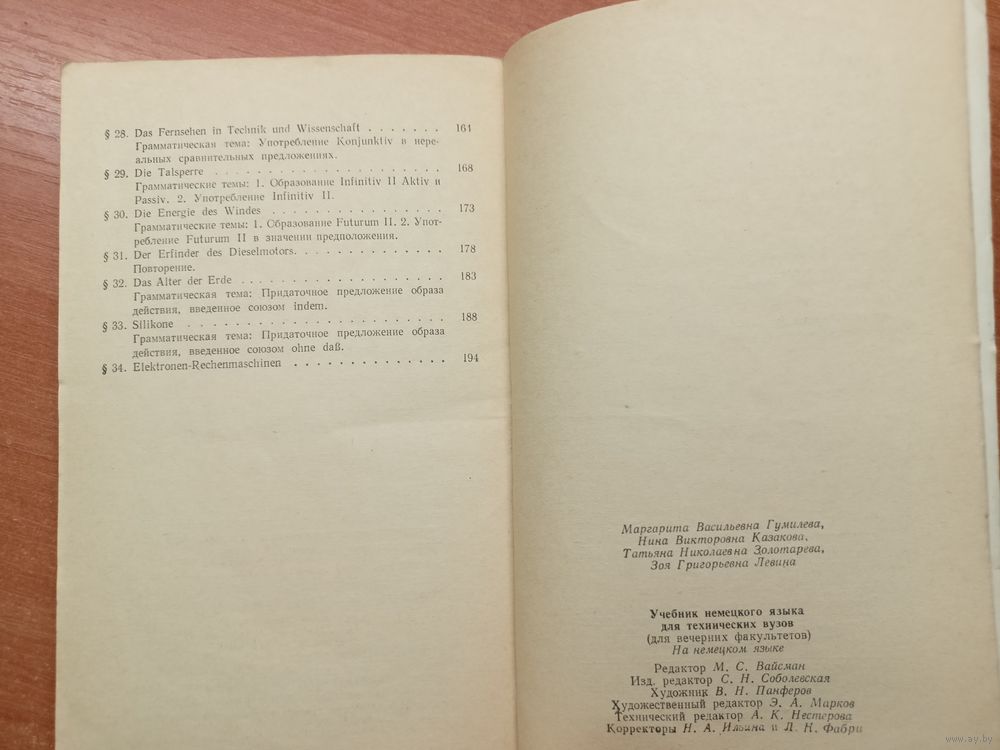 § 28. Das Fernsehen in Technik und Wissenschaft . . . . . . . 164
Грамматическая тема: Употребление Konjunktiv в нере-
альных сравнительных предложениях.
§ 29. Die Talsperre . . . . . . . . . . . . . . . . . 168
Грамматические темы: 1. Образование Infinitiv II Aktiv и
Passiv. 2. Употребление Infinitiv II.
§ 30. Die Energie des Windes . . . . . . . . . . . . . 173
Грамматические темы: 1. Образование Futurum II. 2. Упот-
ребление Futurum II в значении предположения.
§ 31. Der Erfinder des Dieselmotors. . . . . . . . . . . 178
Повторение.
§ 32. Das Alter der Erde . . . . . . . . . . . . . . . 183
Грамматическая тема: Придаточное предложение образа
действия, введенное союзом indem.
§ 33. Silikone . . . . . . . . . . . . . . . . . . . 188
Грамматическая тема: Придаточное предложение образа
действия, введенное союзом ohne daß.
§ 34. Elektronen-Rechenmaschinen . . . . . . . . . . . . 194
Маргарита Васильевна Гумилева,
Нина Викторовна Казакова,
Татьяна Николаевна Золотарева,
Зоя Григорьевна Левина
Учебник немецкого языка
для технических вузов
(для вечерних факультетов)
На немецком языке
Редактор М. С. Вайсман
Изд. редактор С. Н. Соболевская
Художник В. Н. Панферов
Художественный редактор Э. А. Марков
Технический редактор А. К. Нестерова
Корректоры Н. А. Ильина и Л. Н. Фабри
www.ay.by